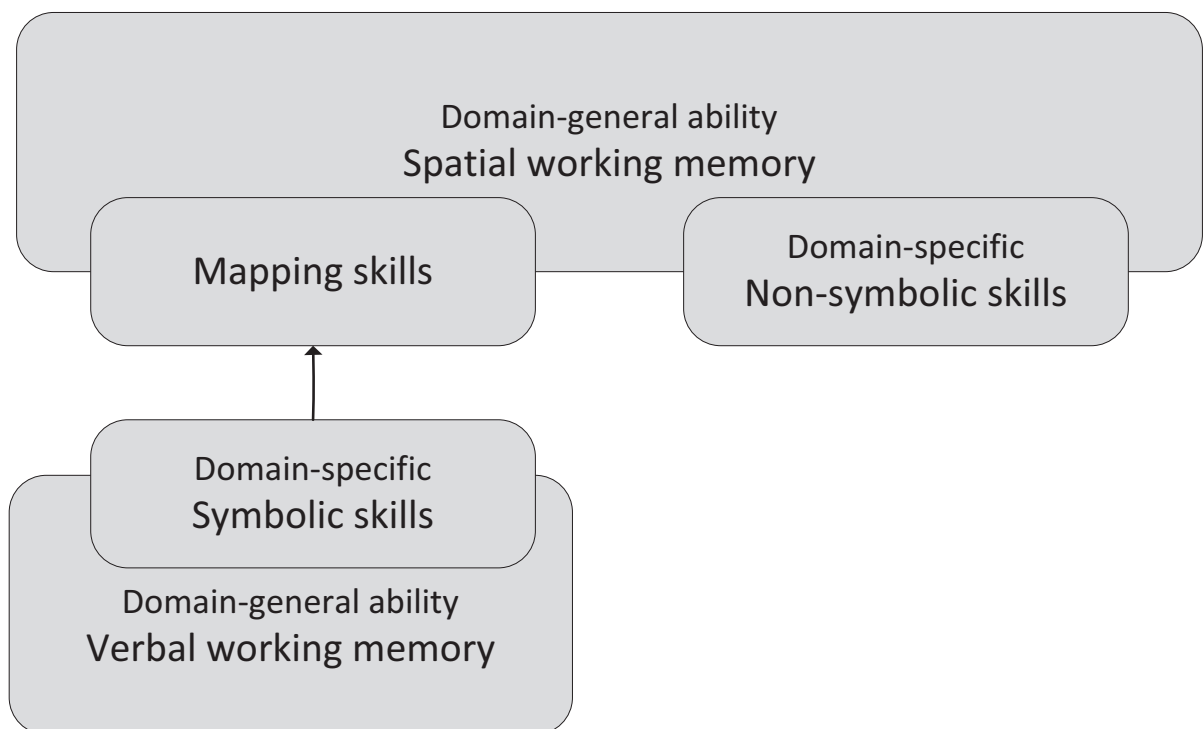 Domain-general ability
Spatial working memory
Mapping skills
Domain-specific
Non-symbolic skills
Domain-specific
Symbolic skills
Domain-general ability
Verbal working memory